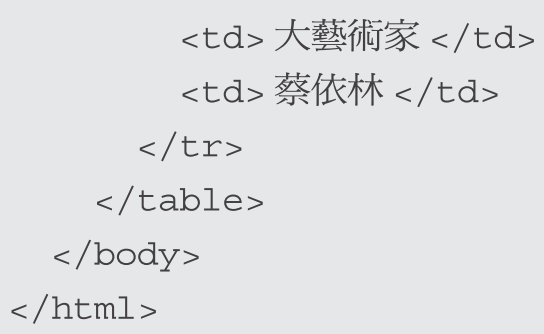 <td> 大藝術家 </td>
<td> 蔡依林 </td>
</tr>
</table>
</body>
</html>